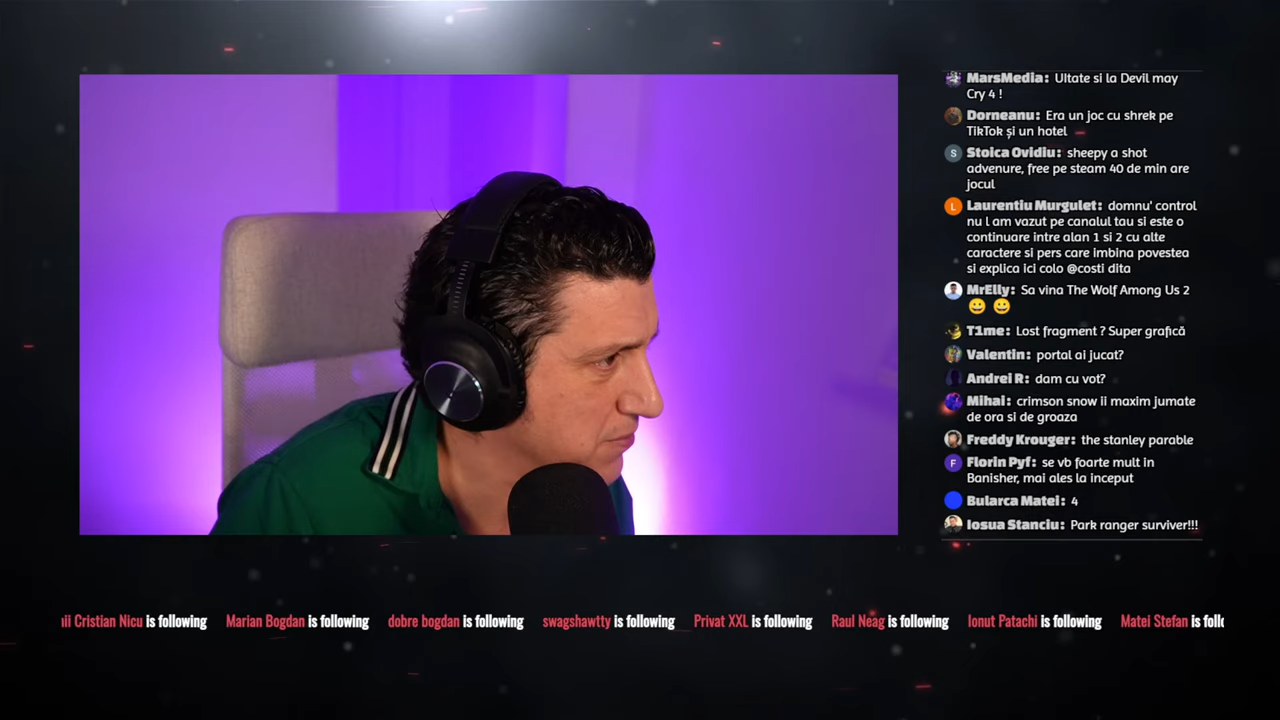 MarsMedia: UItate si la Devil may
Cry 4 !
Dorneanu: Era un joc cu shrek pe
TikTok și un hotel
S Stoica Ovidiu: sheepy a shot
advenure, free pe steam 40 de min are
jocul
L Laurentiu Murgulet: domnu' control
nu l am vazut pe canalul tau si este o
continuare intre alan 1 si 2 cu alte
caractere si pers care imbina povestea
si explica ici colo @costi dita
MrElly: Sa vina The Wolf Among Us 2
😀 😀
T1me: Lost fragment ? Super grafică
Valentin: portal ai jucat?
Andrei R: dam cu vot?
Mihai: crimson snow ii maxim jumate
de ora si de groaza
Freddy Krouger: the stanley parable
F Florin Pyf: se vb foarte mult in
Banisher, mai ales la inceput
Bularca Matei: 4
Iosua Stanciu: Park ranger surviver!!!
Cristian Nicu is following Marian Bogdan is following dobre bogdan is following swagshawtty is following Privat XXL is following Raul Neag is following Ionut Patachi is following Matei Stefan is